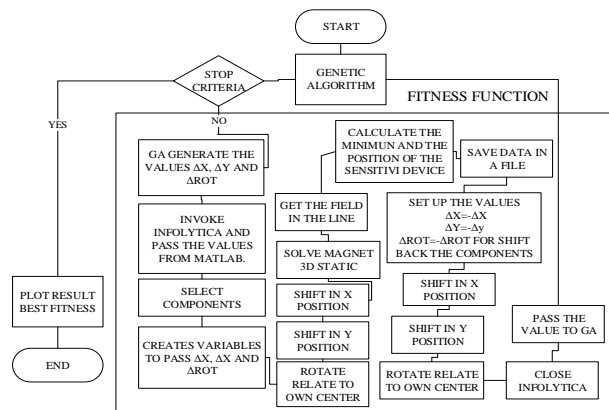 START
GENETIC
ALGORITHM
STOP
CRITERIA
YES
NO
FITNESS FUNCTION
GA GENERATE THE
VALUES ΔX, ΔY AND
ΔROT
INVOKE
INFOLYTICA AND
PASS THE VALUES
FROM MATLAB.
SELECT
COMPONENTS
CREATES VARIABLES
TO PASS ΔX, ΔX AND
ΔROT
ROTATE
RELATE TO OWN
CENTER
SHIFT IN Y
POSITION
SHIFT IN X
POSITION
SOLVE MAGNET
3D STATIC
GET THE FIELD
IN THE LINE
CALCULATE THE
MINIMUN AND THE
POSITION OF THE
SENSITIVI DEVICE
SAVE DATA IN
A FILE
SET UP THE VALUES
ΔX=-ΔX
ΔY=-Δy
ΔROT=-ΔROT FOR SHIFT
BACK THE COMPONENTS
SHIFT IN X
POSITION
SHIFT IN Y
POSITION
ROTATE RELATE
TO OWN CENTER
CLOSE
INFOLYTICA
PASS THE
VALUE TO GA
PLOT RESULT
BEST FITNESS
END